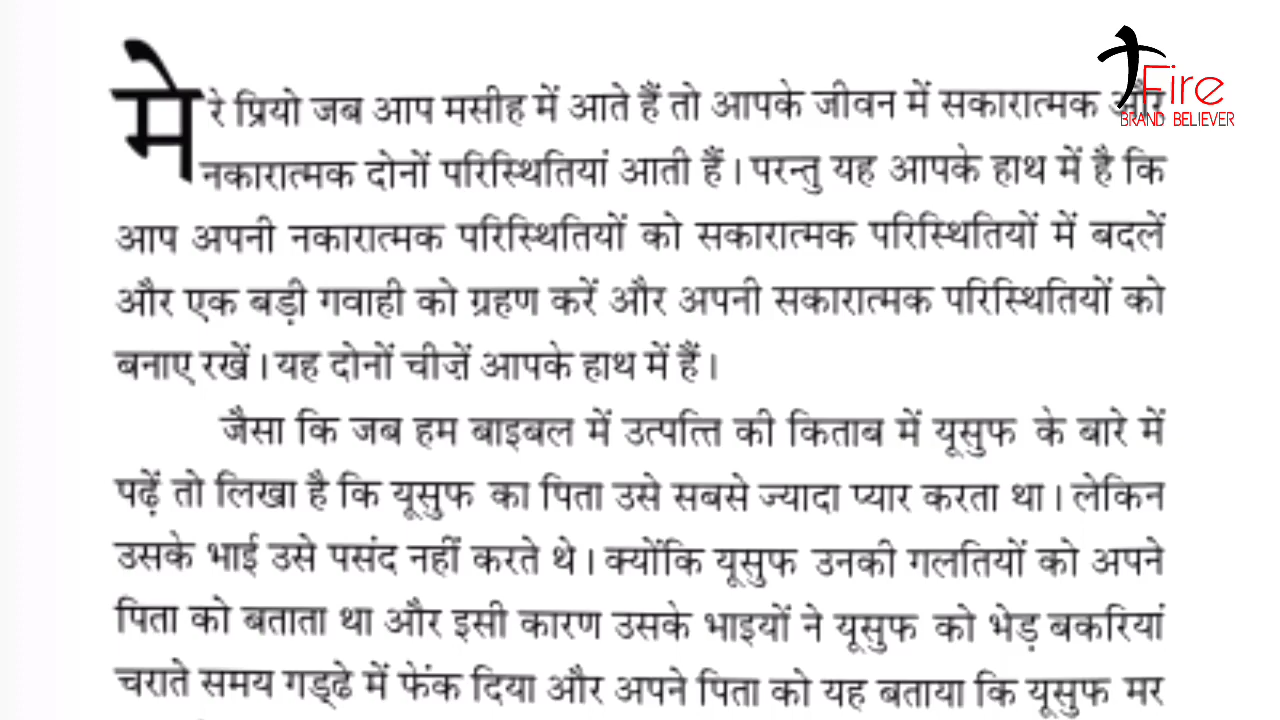 मेरे प्रियो जब आप मसीह में आते हैं तो आपके जीवन में सकारात्मक और
नकारात्मक दोनों परिस्थितियां आती हैं। परन्तु यह आपके हाथ में है कि
आप अपनी नकारात्मक परिस्थितियों को सकारात्मक परिस्थितियों में बदलें
और एक बड़ी गवाही को ग्रहण करें और अपनी सकारात्मक परिस्थितियों को
बनाए रखें। यह दोनों चीज़ें आपके हाथ में हैं।
जैसा कि जब हम बाइबल में उत्पत्ति की किताब में यूसुफ के बारे में
पढ़ें तो लिखा है कि यूसुफ का पिता उसे सबसे ज्यादा प्यार करता था। लेकिन
उसके भाई उसे पसंद नहीं करते थे। क्योंकि यूसुफ उनकी गलतियों को अपने
पिता को बताता था और इसी कारण उसके भाइयों ने यूसुफ को भेड़ बकरियां
चराते समय गड्ढे में फेंक दिया और अपने पिता को यह बताया कि यूसुफ मर
Fire
BRAND BELIEVER